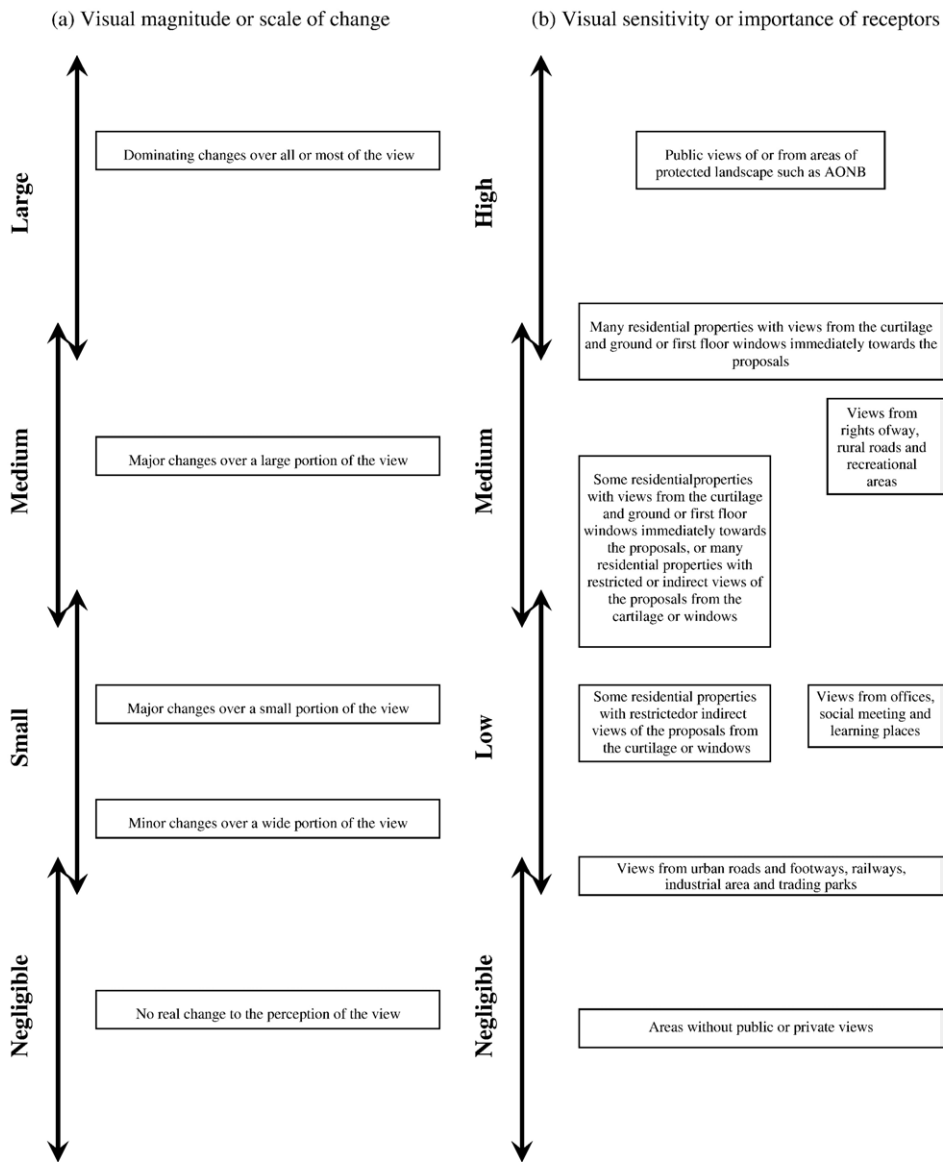 (a) Visual magnitude or scale of change
Large
Dominating changes over all or most of the view
Medium
Major changes over a large portion of the view
Small
Major changes over a small portion of the view
Minor changes over a wide portion of the view
Negligible
No real change to the perception of the view
(b) Visual sensitivity or importance of receptors
High
Public views of or from areas of
protected landscape such as AONB
Many residential properties with views from the curtilage
and ground or first floor windows immediately towards the
proposals
Medium
Views from
rights ofway,
rural roads and
recreational
areas
Some residentialproperties
with views from the curtilage
and ground or first floor
windows immediately towards
the proposals, or many
residential properties with
restricted or indirect views of
the proposals from the
cartilage or windows
Low
Some residential properties
with restrictedor indirect
views of the proposals from
the curtilage or windows
Views from offices,
social meeting and
learning places
Views from urban roads and footways, railways,
industrial area and trading parks
Negligible
Areas without public or private views